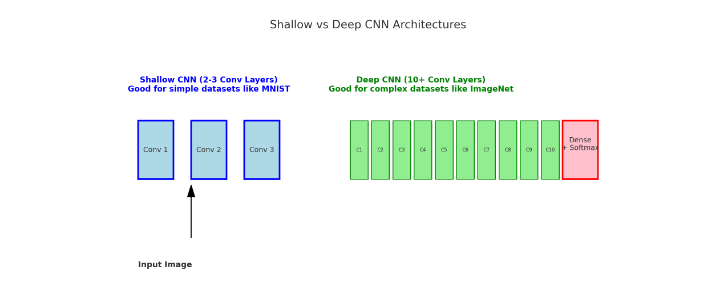 Shallow vs Deep CNN Architectures
Shallow CNN (2-3 Conv Layers)
Good for simple datasets like MNIST
Deep CNN (10+ Conv Layers)
Good for complex datasets like ImageNet
Conv 1
Conv 2
Conv 3
C1
C2
C3
C4
C5
C6
C7
C8
C9
C10
Dense
+ Softmax
Input Image